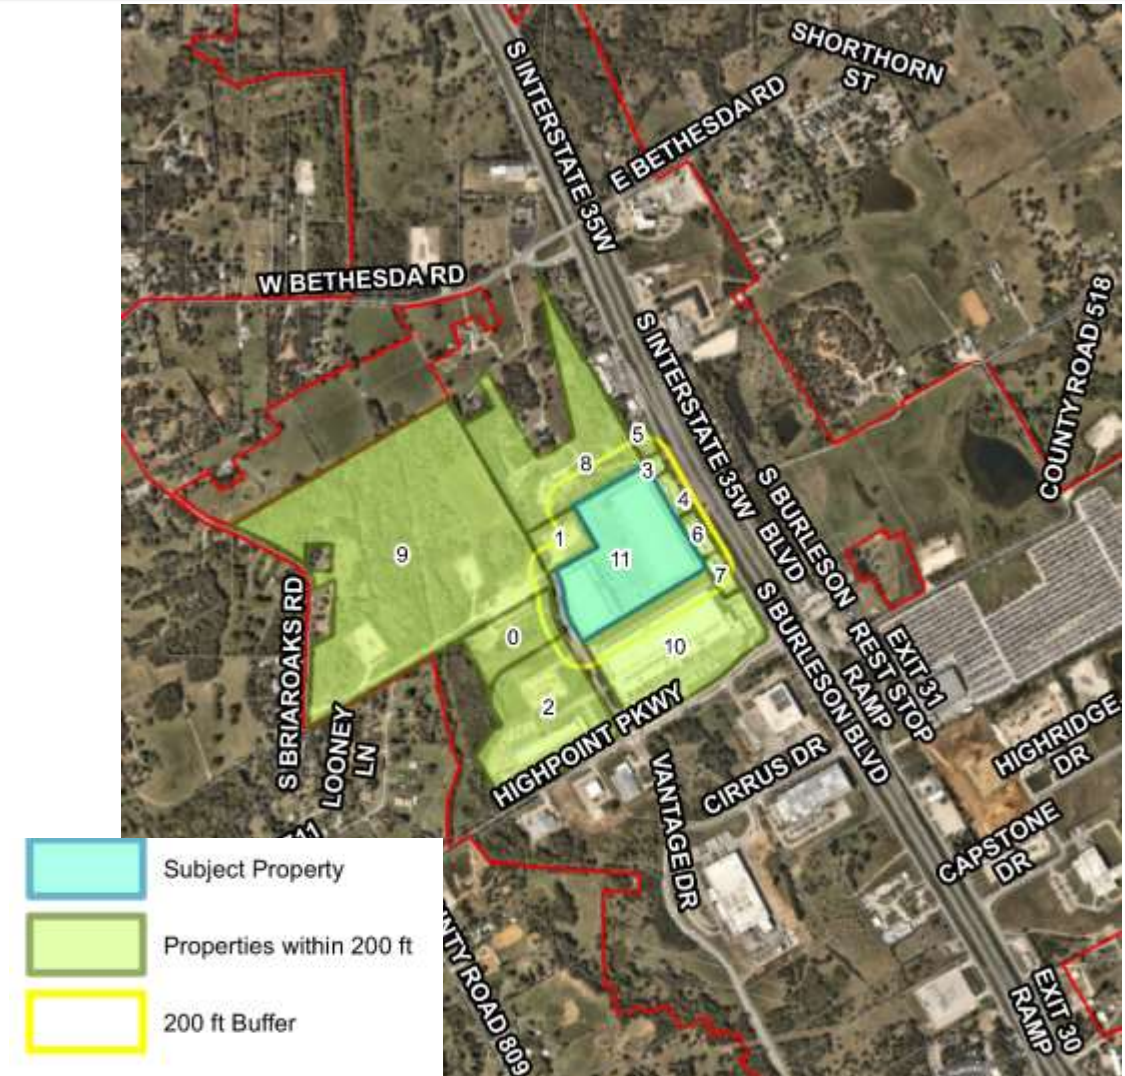 SHORTHORN
ST
S INTERSTATE 35W
E BETHESDA RD
W BETHESDA RD
S INTERSTATE 35W
COUNTY ROAD 518
5
8
3
4
1
6
9
11
7
S BURLESON
BLVD
0
10
2
S BRIAROAKS RD
LOONEY
LN
HIGHPOINT PKWY
S BURLESON BLVD
EXIT 31
REST STOP
RAMP
VANTAGE DR
CIRRUS DR
HIGHRIDGE
DR
CAPSTONE
DR
EXIT 30
RAMP
Subject Property
Properties within 200 ft
200 ft Buffer
NTY ROAD 809